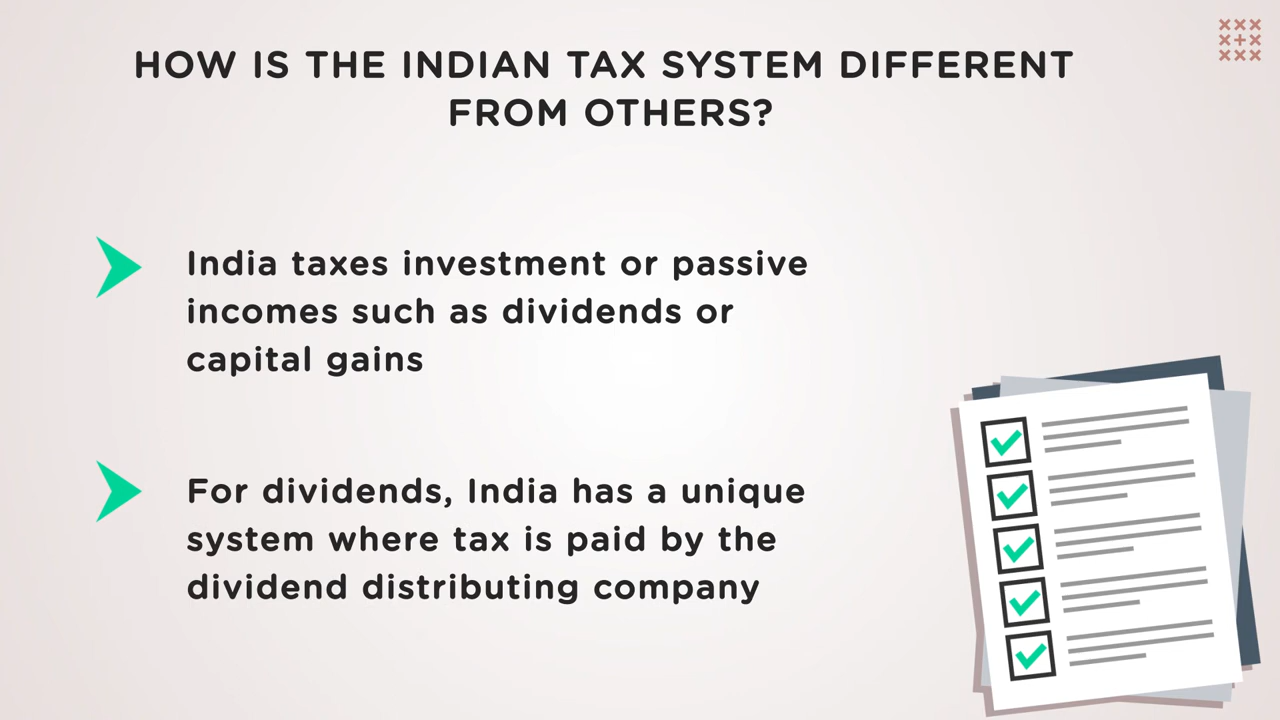 HOW IS THE INDIAN TAX SYSTEM DIFFERENT
FROM OTHERS?
India taxes investment or passive
incomes such as dividends or
capital gains
For dividends, India has a unique
system where tax is paid by the
dividend distributing company